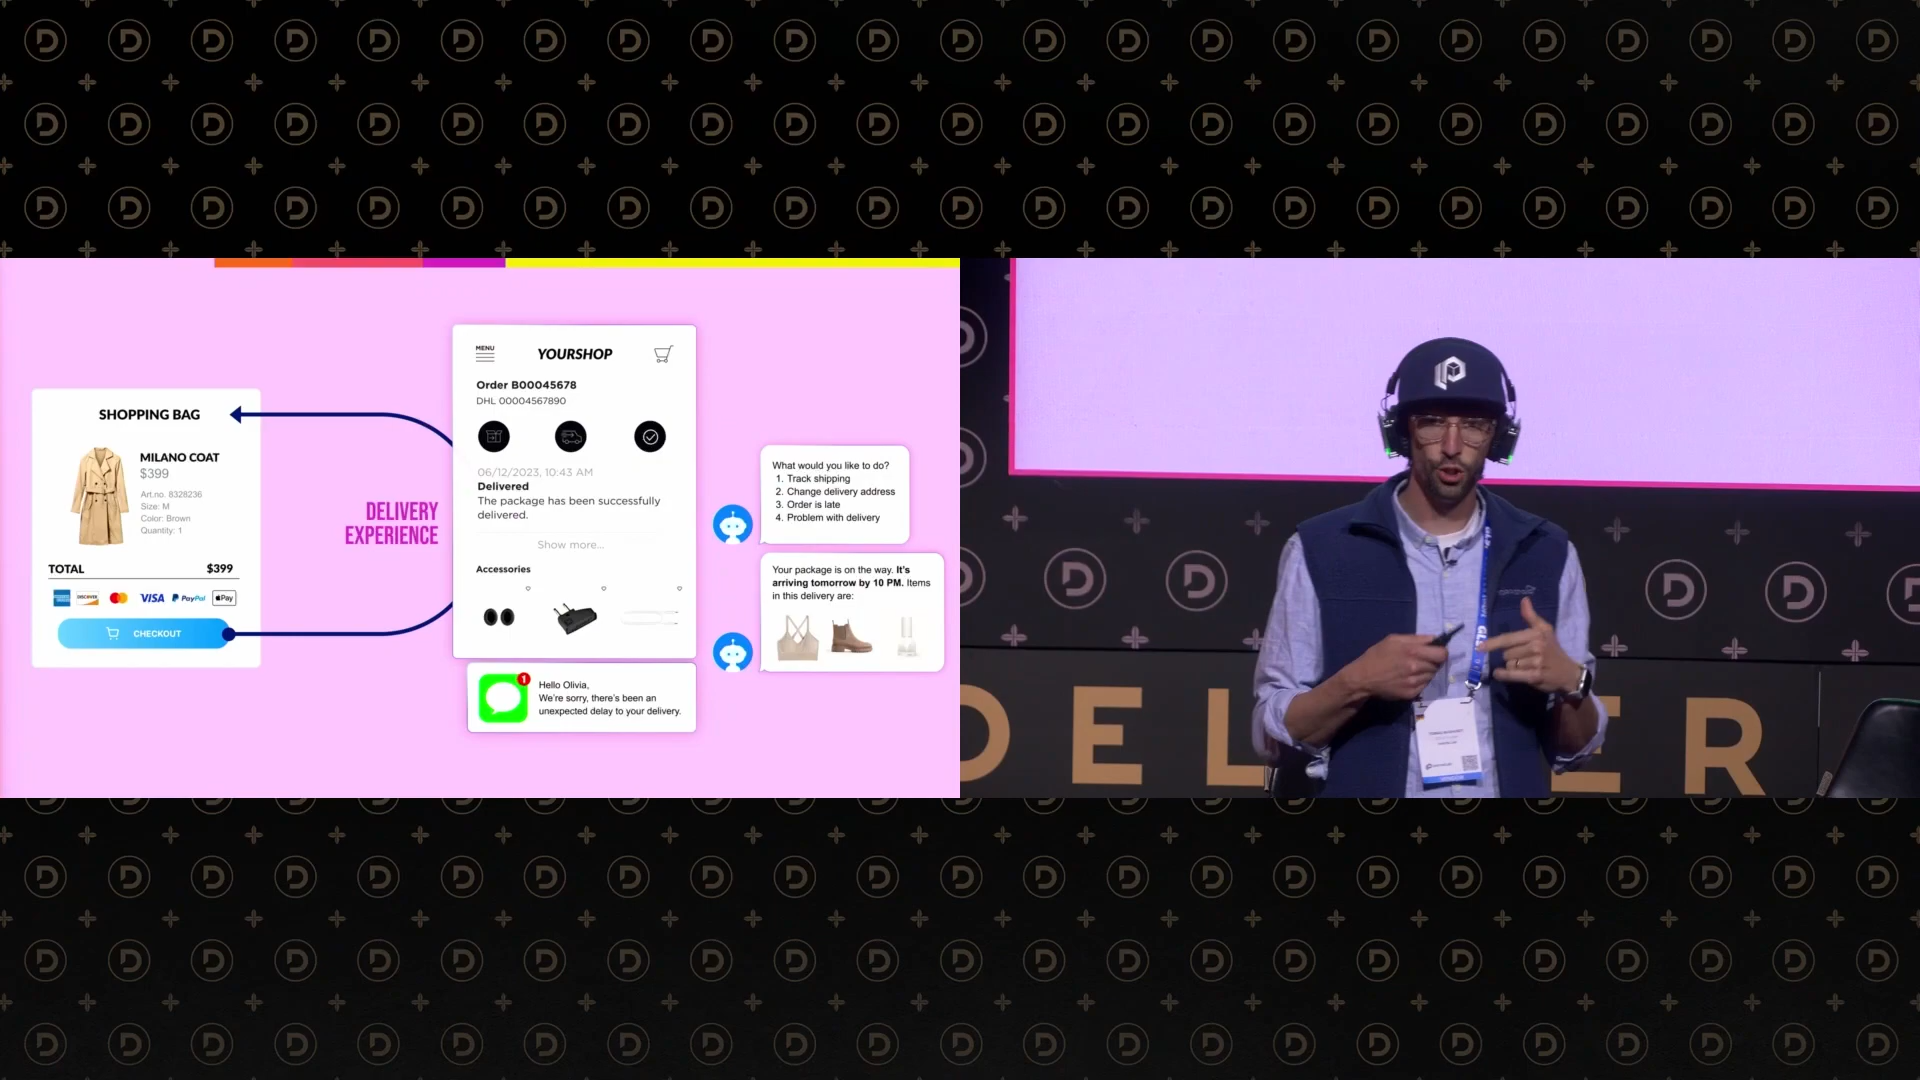 SHOPPING BAG
MILANO COAT
$399
Art.no. 8328236
Size: M
Color: Brown
Quantity: 1
TOTAL $399
DISCOVER VISA PayPal Pay
CHECKOUT
DELIVERY
EXPERIENCE
MENU
YOURSHOP
Order B00045678
DHL 00004567890
06/12/2023, 10:43 AM
Delivered
The package has been successfully
delivered.
Show more...
Accessories
1
Hello Olivia,
We're sorry, there's been an
unexpected delay to your delivery.
What would you like to do?
1. Track shipping
2. Change delivery address
3. Order is late
4. Problem with delivery
Your package is on the way. It's
arriving tomorrow by 10 PM. Items
in this delivery are:
DEL ER